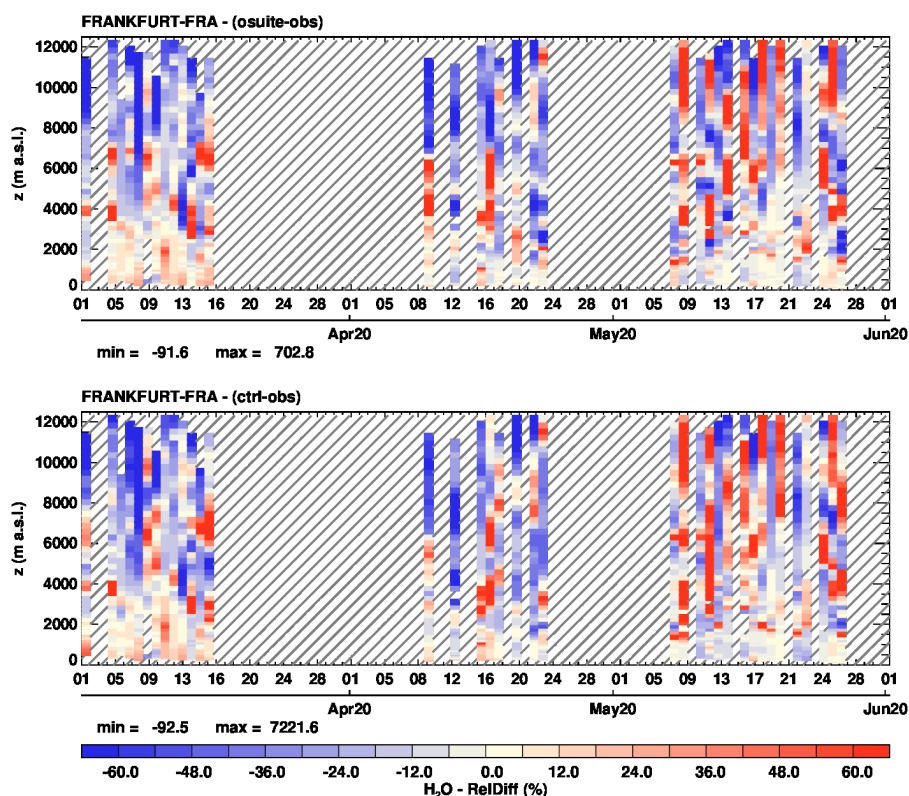 FRANKFURT-FRA - (osuite-obs)
12000
10000
8000
6000
4000
2000
0
z (m a.s.l.)
01 05 09 13 16 20 24 28 01 04 09 12 16 20 24 28 01 05 09 13 17 21 24 28 01
Apr20 May20 Jun20
min = -91.6 max = 702.8
FRANKFURT-FRA - (ctrl-obs)
12000
10000
8000
6000
4000
2000
0
z (m a.s.l.)
01 05 09 13 16 20 24 28 01 04 09 12 16 20 24 28 01 05 09 13 17 21 24 28 01
Apr20 May20 Jun20
min = -92.5 max = 7221.6
-60.0 -48.0 -36.0 -24.0 -12.0 0.0 12.0 24.0 36.0 48.0 60.0
H₂O - RelDiff (%)